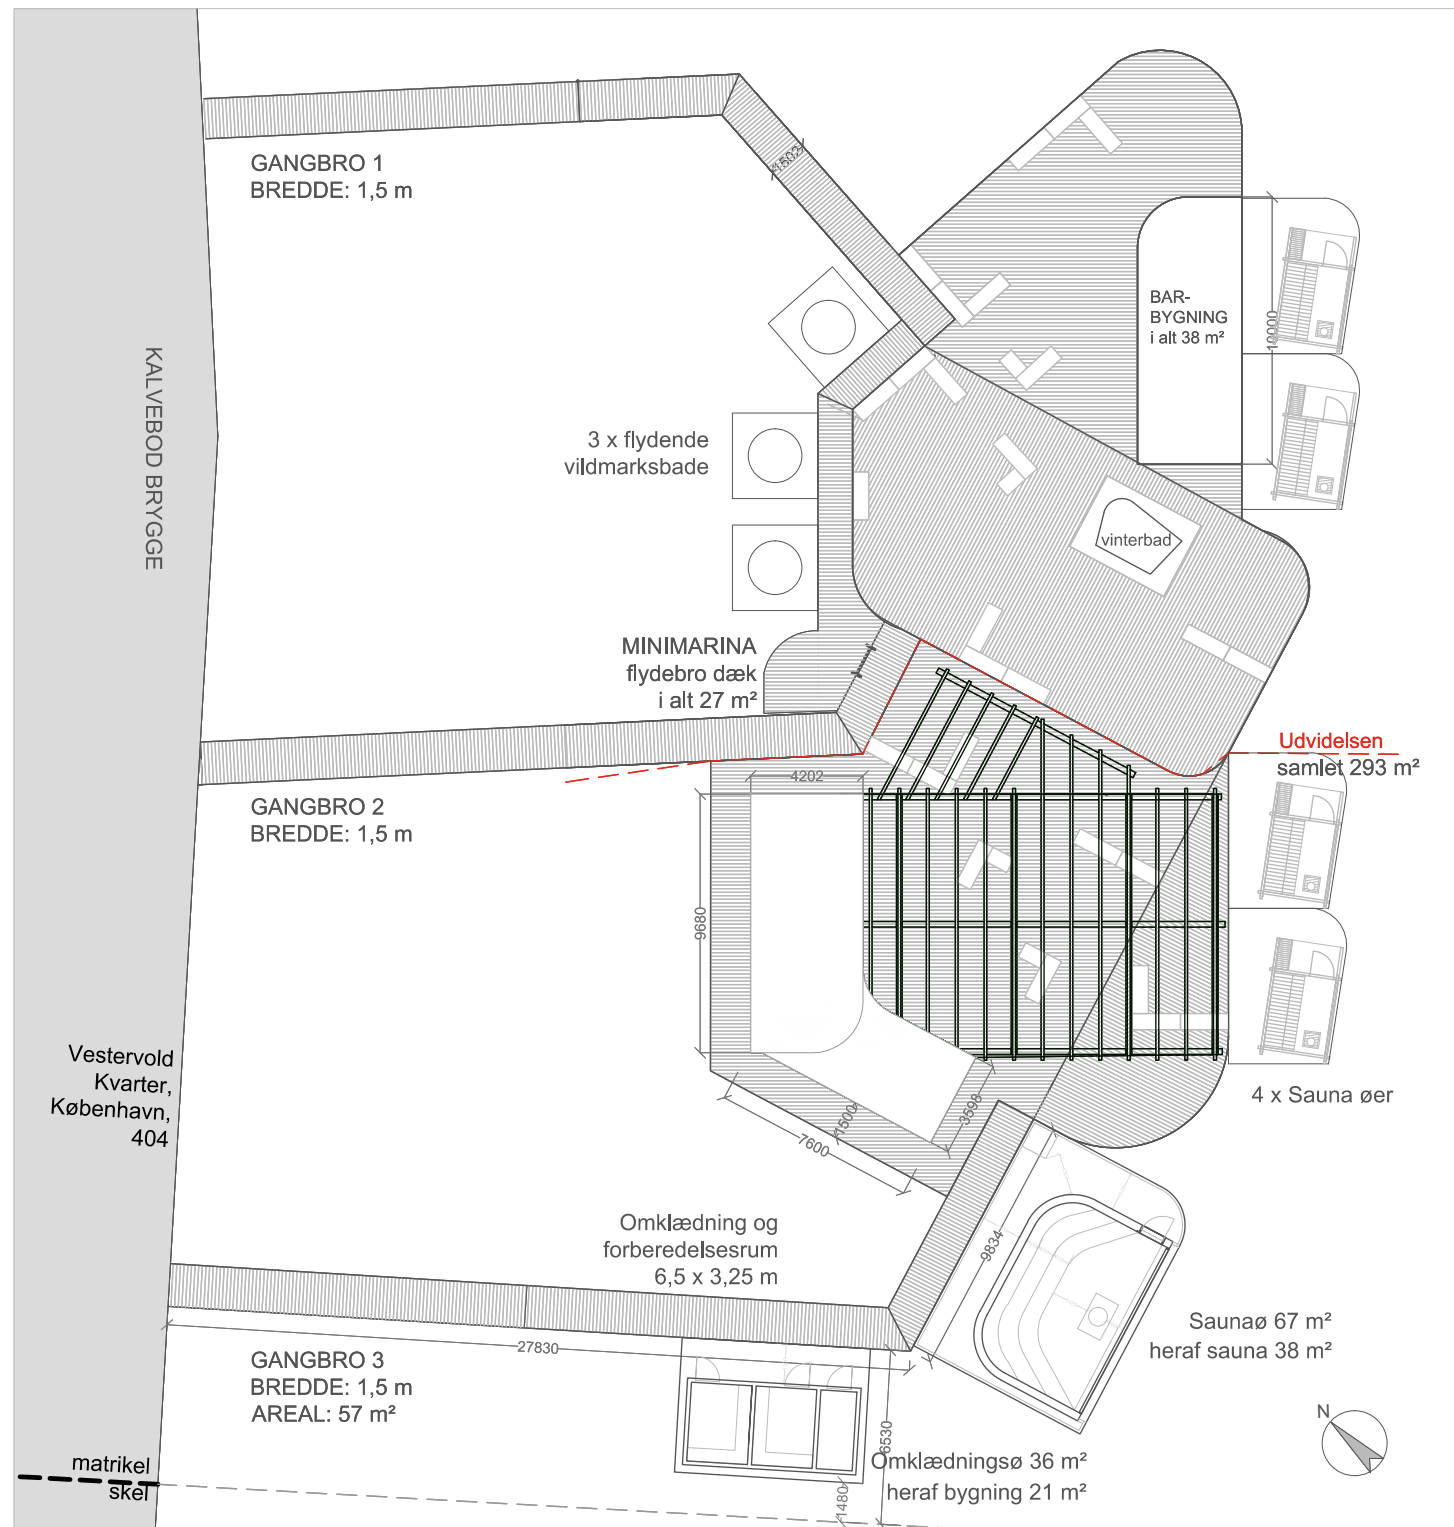 GANGBRO 1
BREDDE: 1,5 m
1502
BAR-
BYGNING
i alt 38 m²
10000
KALVEBOD BRYGGE
3 x flydende
vildmarksbade
vinterbad
MINIMARINA
flydebro dæk
i alt 27 m²
Udvidelsen
samlet 293 m²
GANGBRO 2
BREDDE: 1,5 m
4202
9680
Vestervold
Kvarter,
København,
404
4 x Sauna øer
3598
1500
7600
Omklædning og
forberedelsesrum
6,5 x 3,25 m
9834
Saunaø 67 m²
heraf sauna 38 m²
27830
GANGBRO 3
BREDDE: 1,5 m
AREAL: 57 m²
N
6530
Omklædningsø 36 m²
heraf bygning 21 m²
1480
matrikel
skel